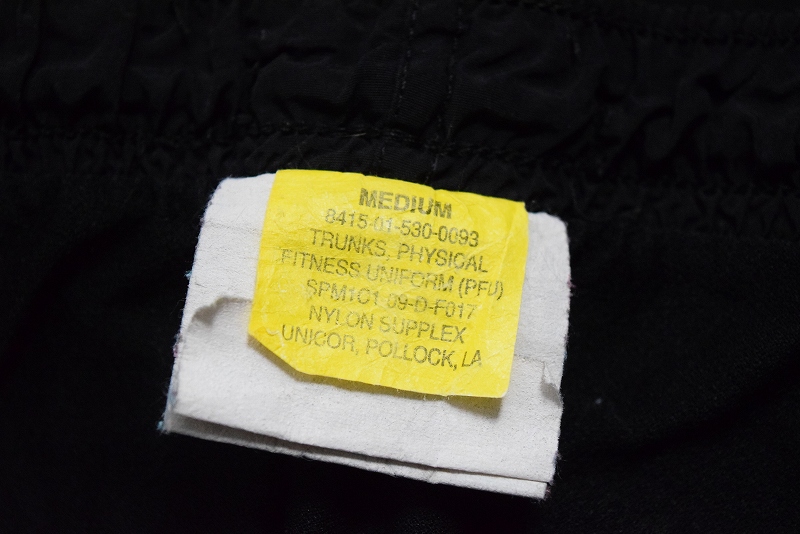 MEDIUM
8415-01-530-0093
TRUNKS, PHYSICAL
FITNESS UNIFORM (PFU)
SPM1C1-09-D-F017
NYLON SUPPLEX
UNICOR, POLLOCK, LA